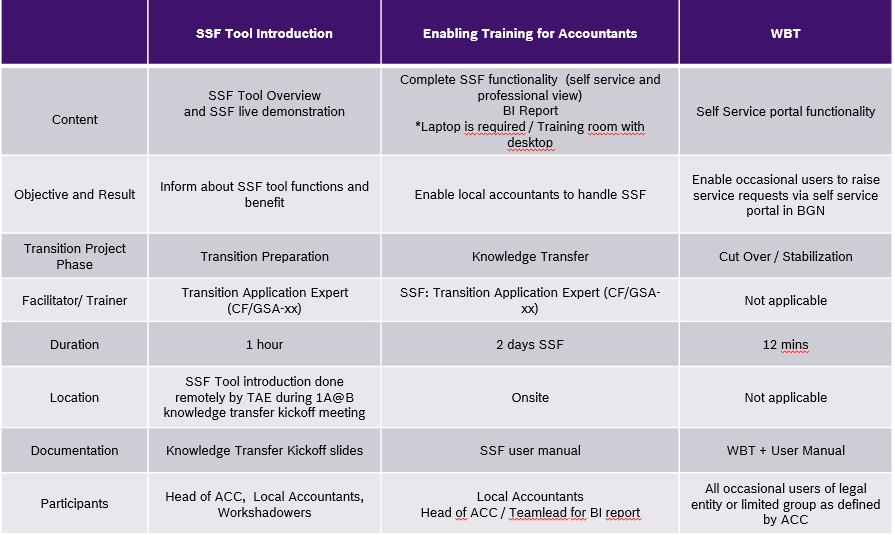 SSF Tool Introduction
Enabling Training for Accountants
WBT
Content
SSF Tool Overview
and SSF live demonstration
Complete SSF functionality (self service and
professional view)
BI Report
*Laptop is required / Training room with
desktop
Self Service portal functionality
Objective and Result
Inform about SSF tool functions and
benefit
Enable local accountants to handle SSF
Enable occasional users to raise
service requests via self service
portal in BGN
Transition Project
Phase
Transition Preparation
Knowledge Transfer
Cut Over / Stabilization
Facilitator/ Trainer
Transition Application Expert
(CF/GSA-xx)
SSF: Transition Application Expert (CF/GSA-
xx)
Not applicable
Duration
1 hour
2 days SSF
12 mins
Location
SSF Tool introduction done
remotely by TAE during 1A@B
knowledge transfer kickoff meeting
Onsite
Not applicable
Documentation
Knowledge Transfer Kickoff slides
SSF user manual
WBT + User Manual
Participants
Head of ACC, Local Accountants,
Workshadowers
Local Accountants
Head of ACC / Teamlead for BI report
All occasional users of legal
entity or limited group as defined
by ACC